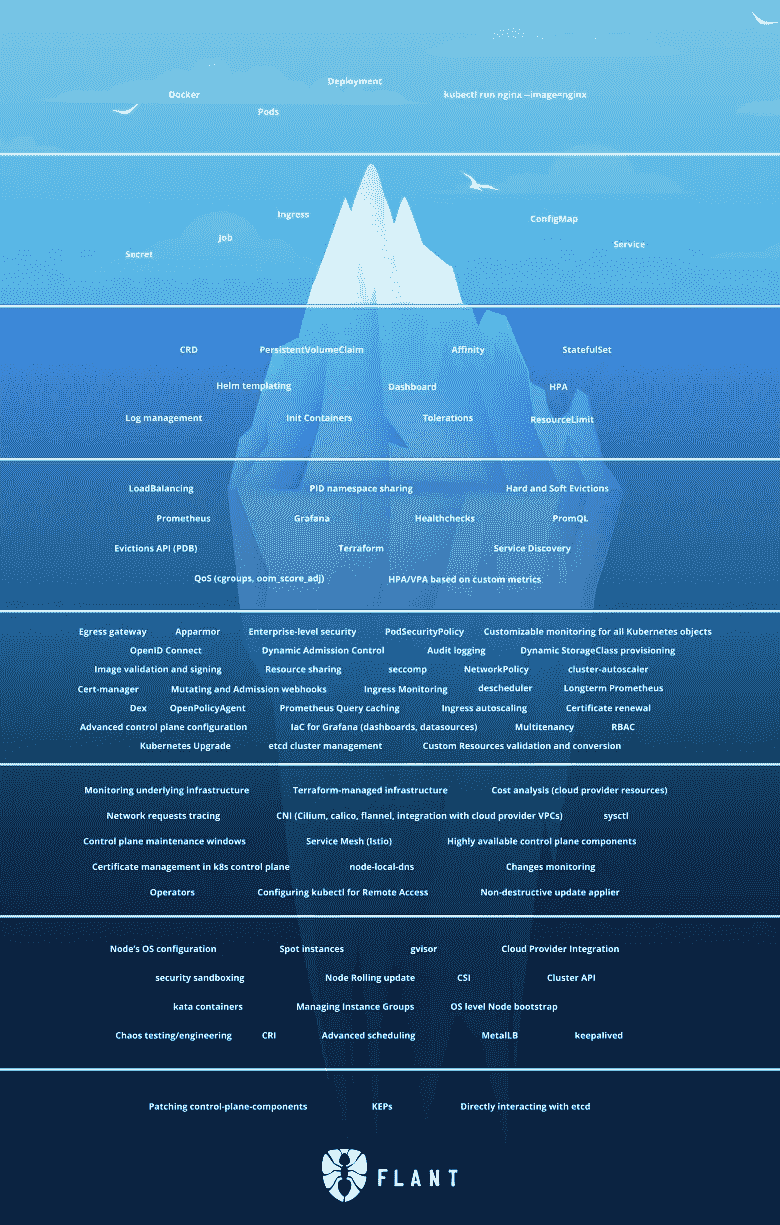 Deployment
Docker kubectl run nginx --image=nginx
Pods
Ingress ConfigMap
Job Service
Secret
CRD PersistentVolumeClaim Affinity StatefulSet
Helm templating Dashboard HPA
Log management Init Containers Tolerations ResourceLimit
LoadBalancing PID namespace sharing Hard and Soft Evictions
Prometheus Grafana Healthchecks PromQL
Evictions API (PDB) Terraform Service Discovery
QoS (cgroups, oom_score_adj) HPA/VPA based on custom metrics
Egress gateway Apparmor Enterprise-level security PodSecurityPolicy Customizable monitoring for all Kubernetes objects
OpenID Connect Dynamic Admission Control Audit logging Dynamic StorageClass provisioning
Image validation and signing Resource sharing seccomp NetworkPolicy cluster-autoscaler
Cert-manager Mutating and Admission webhooks Ingress Monitoring descheduler Longterm Prometheus
Dex OpenPolicyAgent Prometheus Query caching Ingress autoscaling Certificate renewal
Advanced control plane configuration IaC for Grafana (dashboards, datasources) Multitenancy RBAC
Kubernetes Upgrade etcd cluster management Custom Resources validation and conversion
Monitoring underlying infrastructure Terraform-managed infrastructure Cost analysis (cloud provider resources)
Network requests tracing CNI (Cilium, calico, flannel, integration with cloud provider VPCs) sysctl
Control plane maintenance windows Service Mesh (Istio) Highly available control plane components
Certificate management in k8s control plane node-local-dns Changes monitoring
Operators Configuring kubectl for Remote Access Non-destructive update applier
Node's OS configuration Spot instances gvisor Cloud Provider Integration
security sandboxing Node Rolling update CSI Cluster API
kata containers Managing Instance Groups OS level Node bootstrap
Chaos testing/engineering CRI Advanced scheduling MetalLB keepalived
Patching control-plane-components KEPs Directly interacting with etcd
FLANT